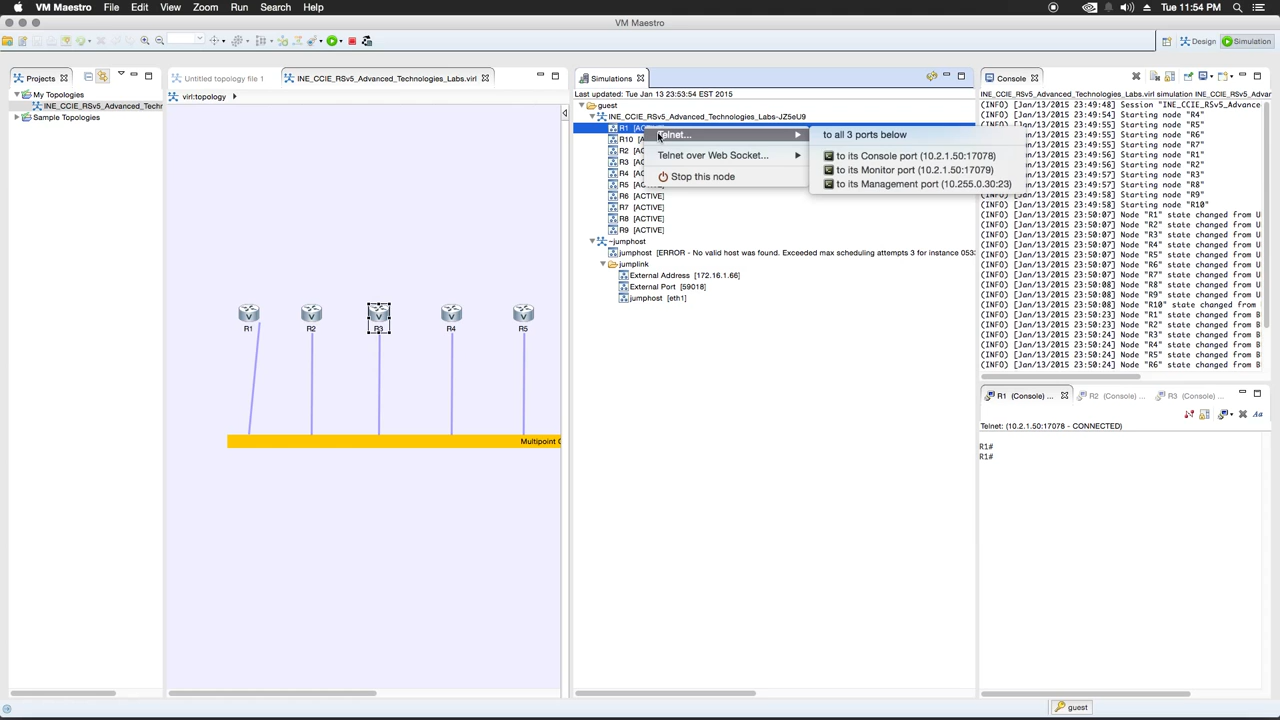 VM Maestro File Edit View Zoom Run Search Help Tue 11:54 PM
VM Maestro
Design Simulation
Projects
My Topologies
INE_CCIE_RSv5_Advanced_Techn
Sample Topologies
Untitled topology file 1
INE_CCIE_RSv5_Advanced_Technologies_Labs.virl
virl:topology
R1 R2 R3 R4 R5
Multipoint
Simulations
Last updated: Tue Jan 13 23:53:54 EST 2015
guest
INE_CCIE_RSv5_Advanced_Technologies_Labs-JZ5eU9
R1
R10
R2
R3
R4
R5
R6 [ACTIVE]
R7 [ACTIVE]
R8 [ACTIVE]
R9 [ACTIVE]
~jumphost
jumphost [ERROR - No valid host was found. Exceeded max scheduling attempts 3 for instance 053
jumplink
External Address [172.16.1.66]
External Port [59018]
jumphost [eth1]
Telnet...
Telnet over Web Socket...
Stop this node
to all 3 ports below
to its Console port (10.2.1.50:17078)
to its Monitor port (10.2.1.50:17079)
to its Management port (10.255.0.30:23)
Console
INE_CCIE_RSv5_Advanced_Technologies_Labs.virl simulation INE_CCIE_RSv5_Adva
(INFO) [Jan/13/2015 23:49:48] Session "INE_CCIE_RSv5_Advanced_Te
(INFO) [Jan/13/2015 23:49:54] Starting node "R4"
(INFO) [Jan/13/2015 23:49:55] Starting node "R5"
(INFO) [Jan/13/2015 23:49:55] Starting node "R7"
(INFO) [Jan/13/2015 23:49:55] Starting node "R1"
(INFO) [Jan/13/2015 23:49:56] Starting node "R2"
(INFO) [Jan/13/2015 23:49:56] Starting node "R3"
(INFO) [Jan/13/2015 23:49:57] Starting node "R8"
(INFO) [Jan/13/2015 23:49:58] Starting node "R6"
(INFO) [Jan/13/2015 23:49:58] Starting node "R9"
(INFO) [Jan/13/2015 23:49:58] Starting node "R10"
(INFO) [Jan/13/2015 23:50:07] Node "R1" state changed from U
(INFO) [Jan/13/2015 23:50:07] Node "R2" state changed from U
(INFO) [Jan/13/2015 23:50:07] Node "R3" state changed from U
(INFO) [Jan/13/2015 23:50:07] Node "R4" state changed from U
(INFO) [Jan/13/2015 23:50:07] Node "R5" state changed from U
(INFO) [Jan/13/2015 23:50:07] Node "R6" state changed from U
(INFO) [Jan/13/2015 23:50:07] Node "R7" state changed from U
(INFO) [Jan/13/2015 23:50:08] Node "R8" state changed from U
(INFO) [Jan/13/2015 23:50:08] Node "R9" state changed from U
(INFO) [Jan/13/2015 23:50:08] Node "R10" state changed from
(INFO) [Jan/13/2015 23:50:23] Node "R1" state changed from B
(INFO) [Jan/13/2015 23:50:24] Node "R2" state changed from B
(INFO) [Jan/13/2015 23:50:24] Node "R3" state changed from B
(INFO) [Jan/13/2015 23:50:24] Node "R4" state changed from B
(INFO) [Jan/13/2015 23:50:24] Node "R5" state changed from B
(INFO) [Jan/13/2015 23:50:24] Node "R6" state changed from B
R1 (Console) ... R2 (Console) ... R3 (Console) ...
Telnet: (10.2.1.50:17078 - CONNECTED)
R1#
R1#
guest